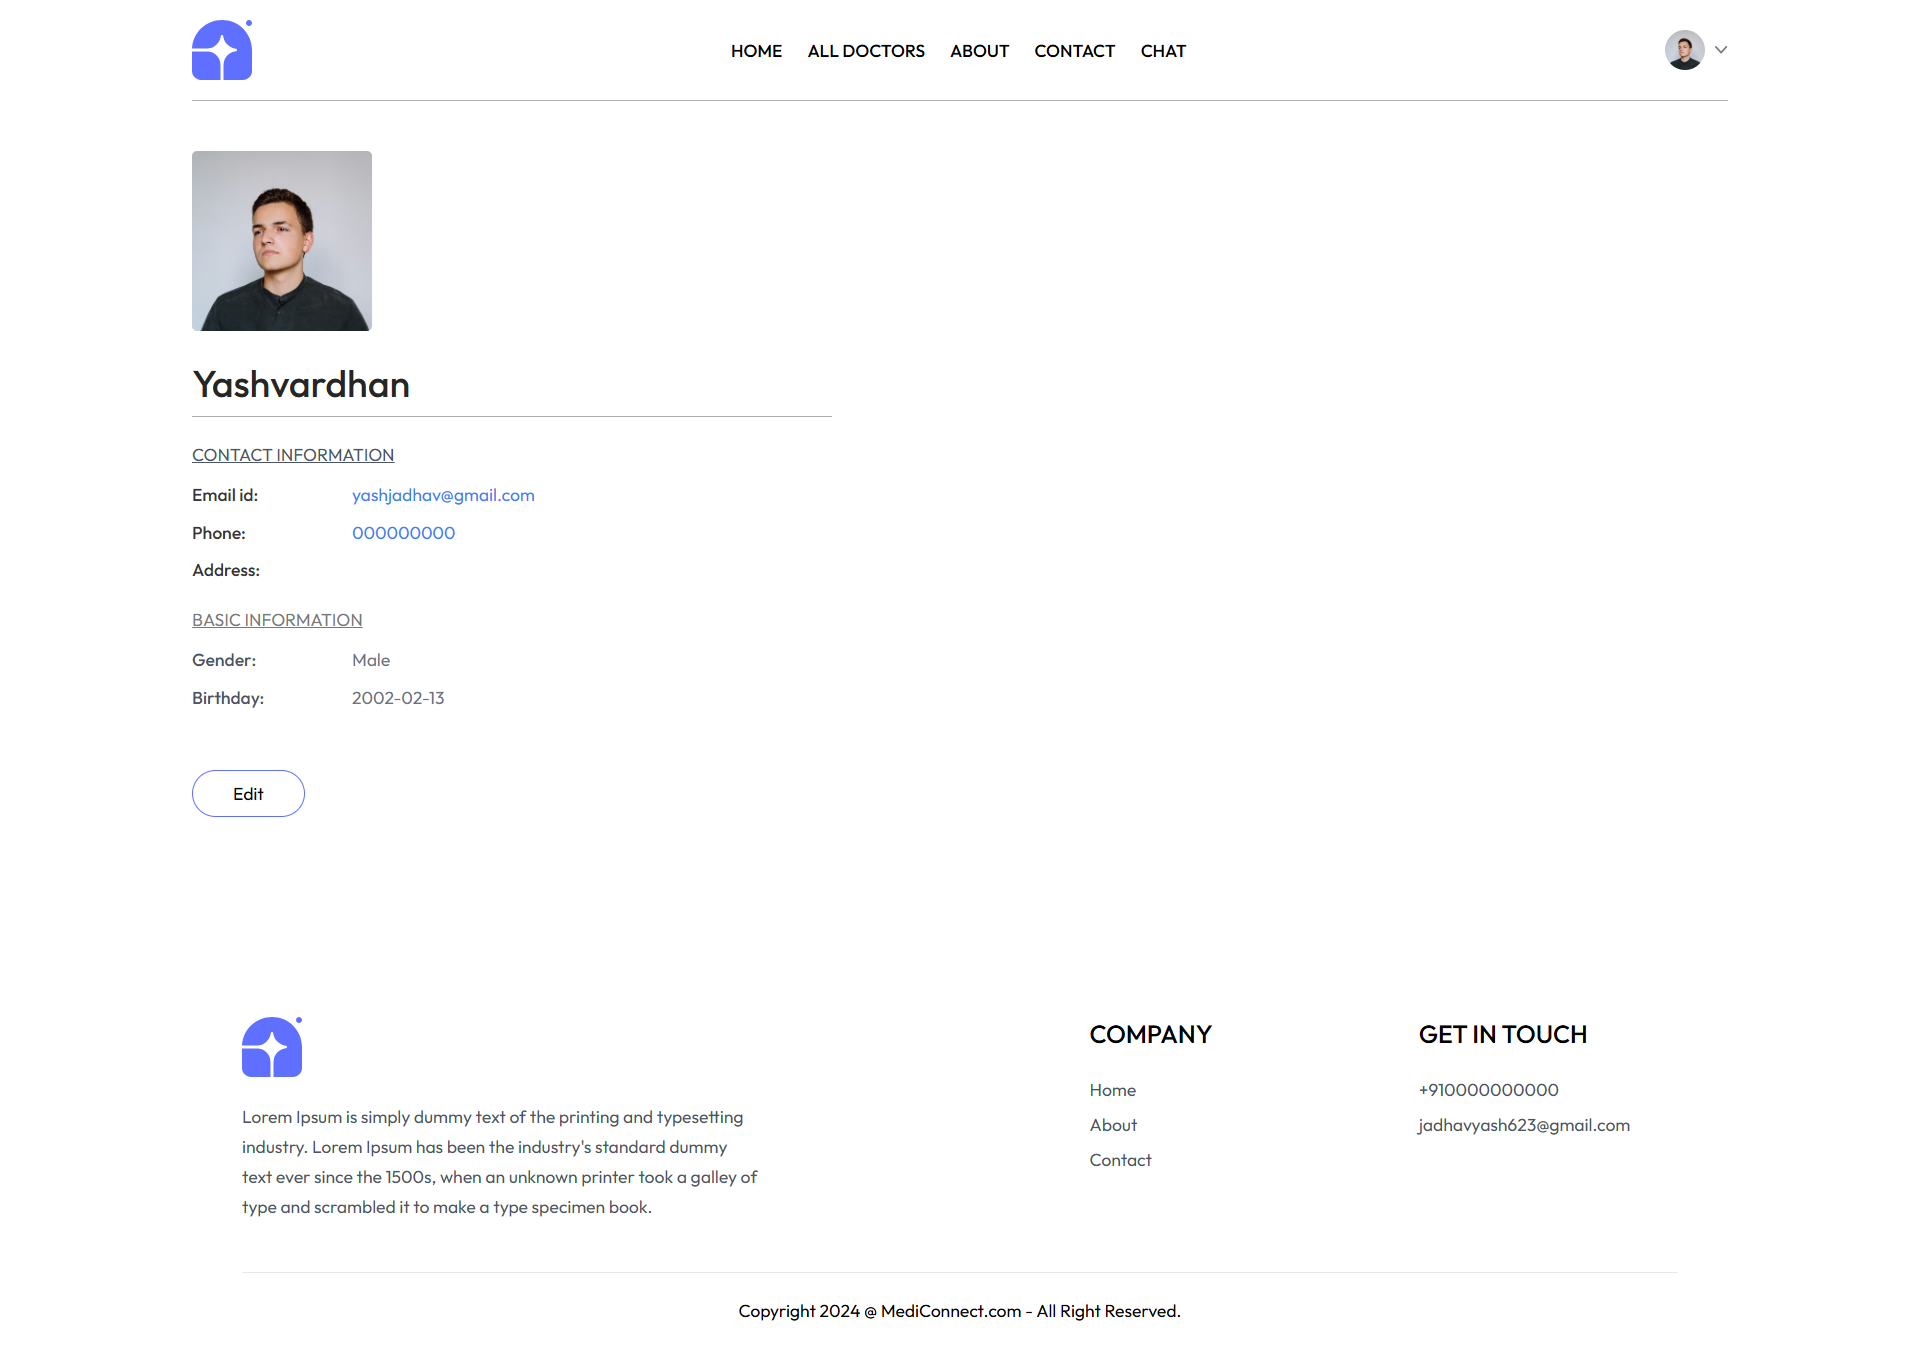 HOME ALL DOCTORS ABOUT CONTACT CHAT
Yashvardhan
CONTACT INFORMATION
Email id: yashjadhav@gmail.com
Phone: 000000000
Address:
BASIC INFORMATION
Gender: Male
Birthday: 2002-02-13
Edit
Lorem Ipsum is simply dummy text of the printing and typesetting
industry. Lorem Ipsum has been the industry's standard dummy
text ever since the 1500s, when an unknown printer took a galley of
type and scrambled it to make a type specimen book.
COMPANY
Home
About
Contact
GET IN TOUCH
+910000000000
jadhavyash623@gmail.com
Copyright 2024 @ MediConnect.com - All Right Reserved.